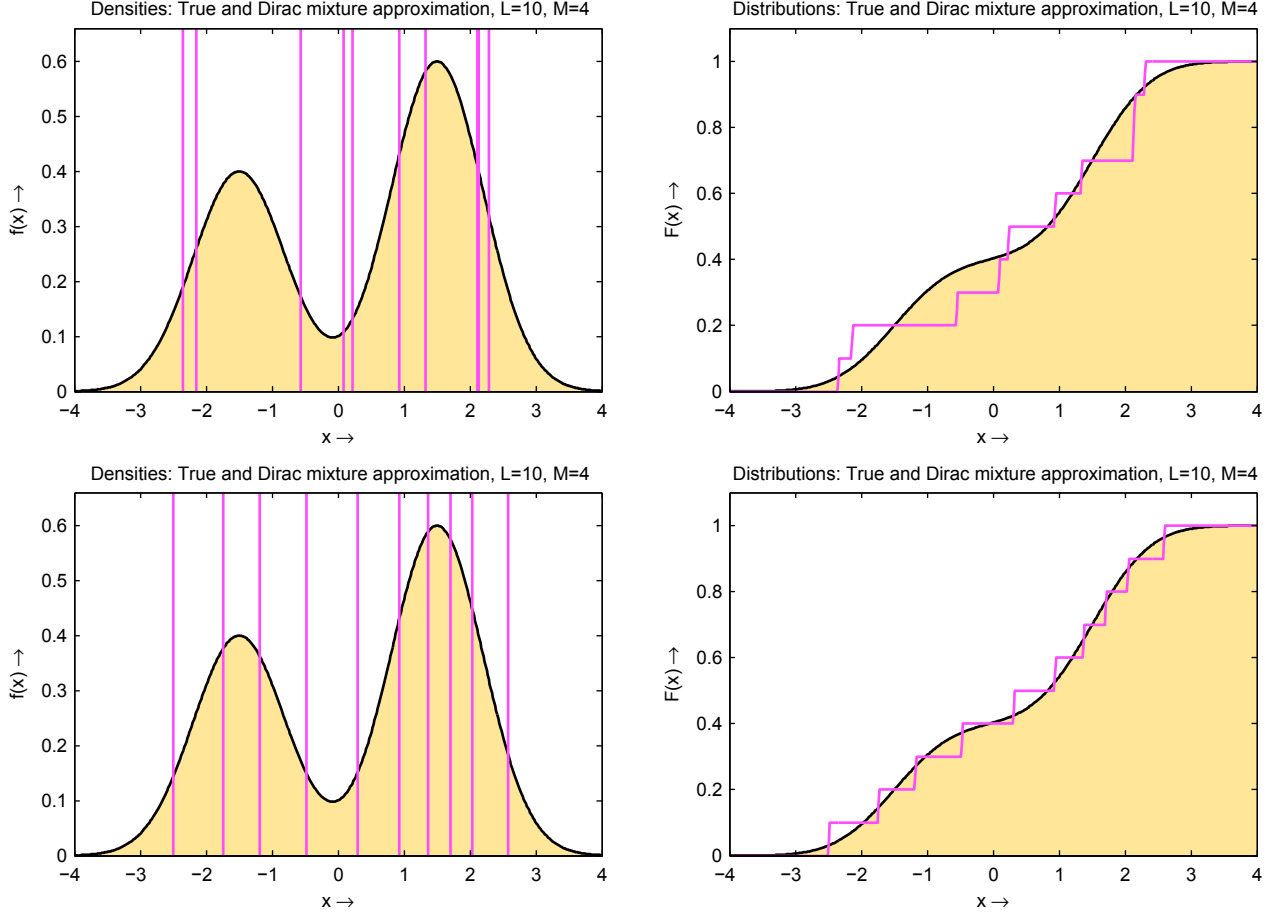 Densities: True and Dirac mixture approximation, L=10, M=4
f(x) →
0.6
0.5
0.4
0.3
0.2
0.1
0
−4 −3 −2 −1 0 1 2 3 4
x →
Distributions: True and Dirac mixture approximation, L=10, M=4
F(x) →
1
0.8
0.6
0.4
0.2
0
−4 −3 −2 −1 0 1 2 3 4
x →
Densities: True and Dirac mixture approximation, L=10, M=4
f(x) →
0.6
0.5
0.4
0.3
0.2
0.1
0
−4 −3 −2 −1 0 1 2 3 4
x →
Distributions: True and Dirac mixture approximation, L=10, M=4
F(x) →
1
0.8
0.6
0.4
0.2
0
−4 −3 −2 −1 0 1 2 3 4
x →